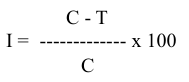 C - T
I = ------------- x 100
C